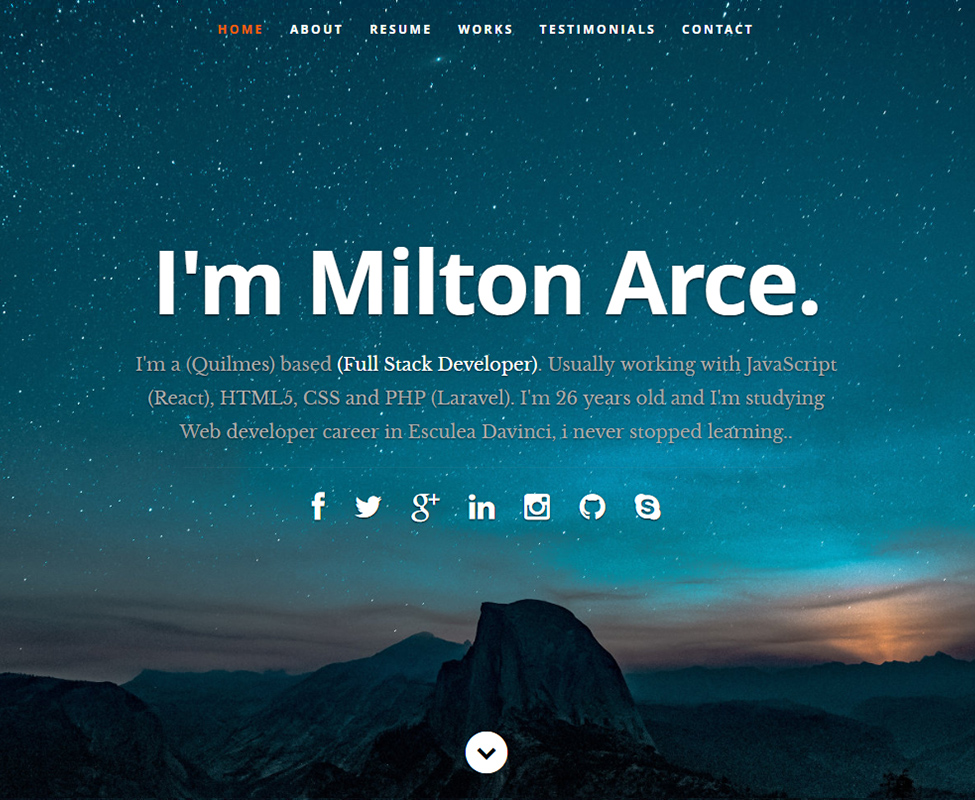 HOME ABOUT RESUME WORKS TESTIMONIALS CONTACT
I'm Milton Arce.
I'm a (Quilmes) based (Full Stack Developer). Usually working with JavaScript
(React), HTML5, CSS and PHP (Laravel). I'm 26 years old and I'm studying
Web developer career in Esculea Davinci, i never stopped learning..